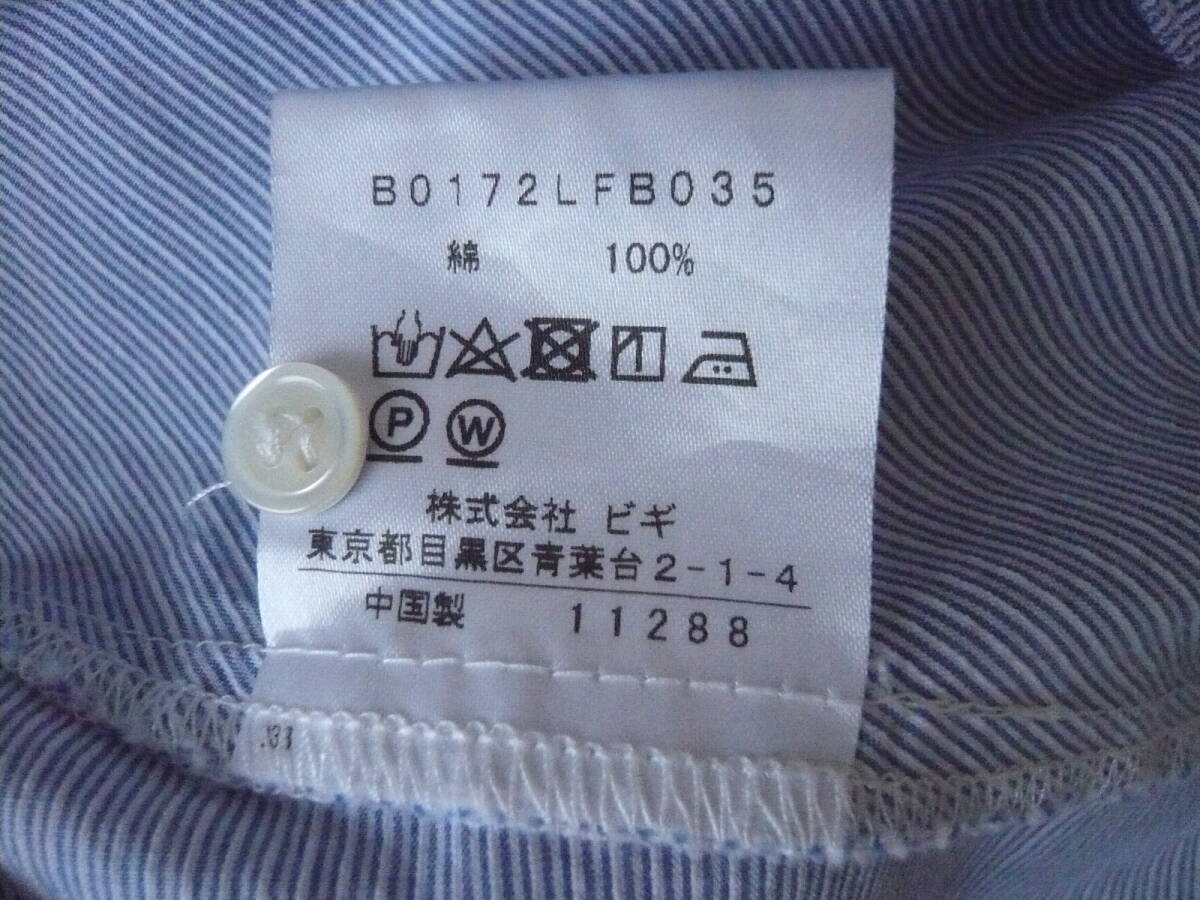 B0172LFB035
綿 100%
P W
株式会社 ビギ
東京都目黒区青葉台2-1-4
中国製 11288